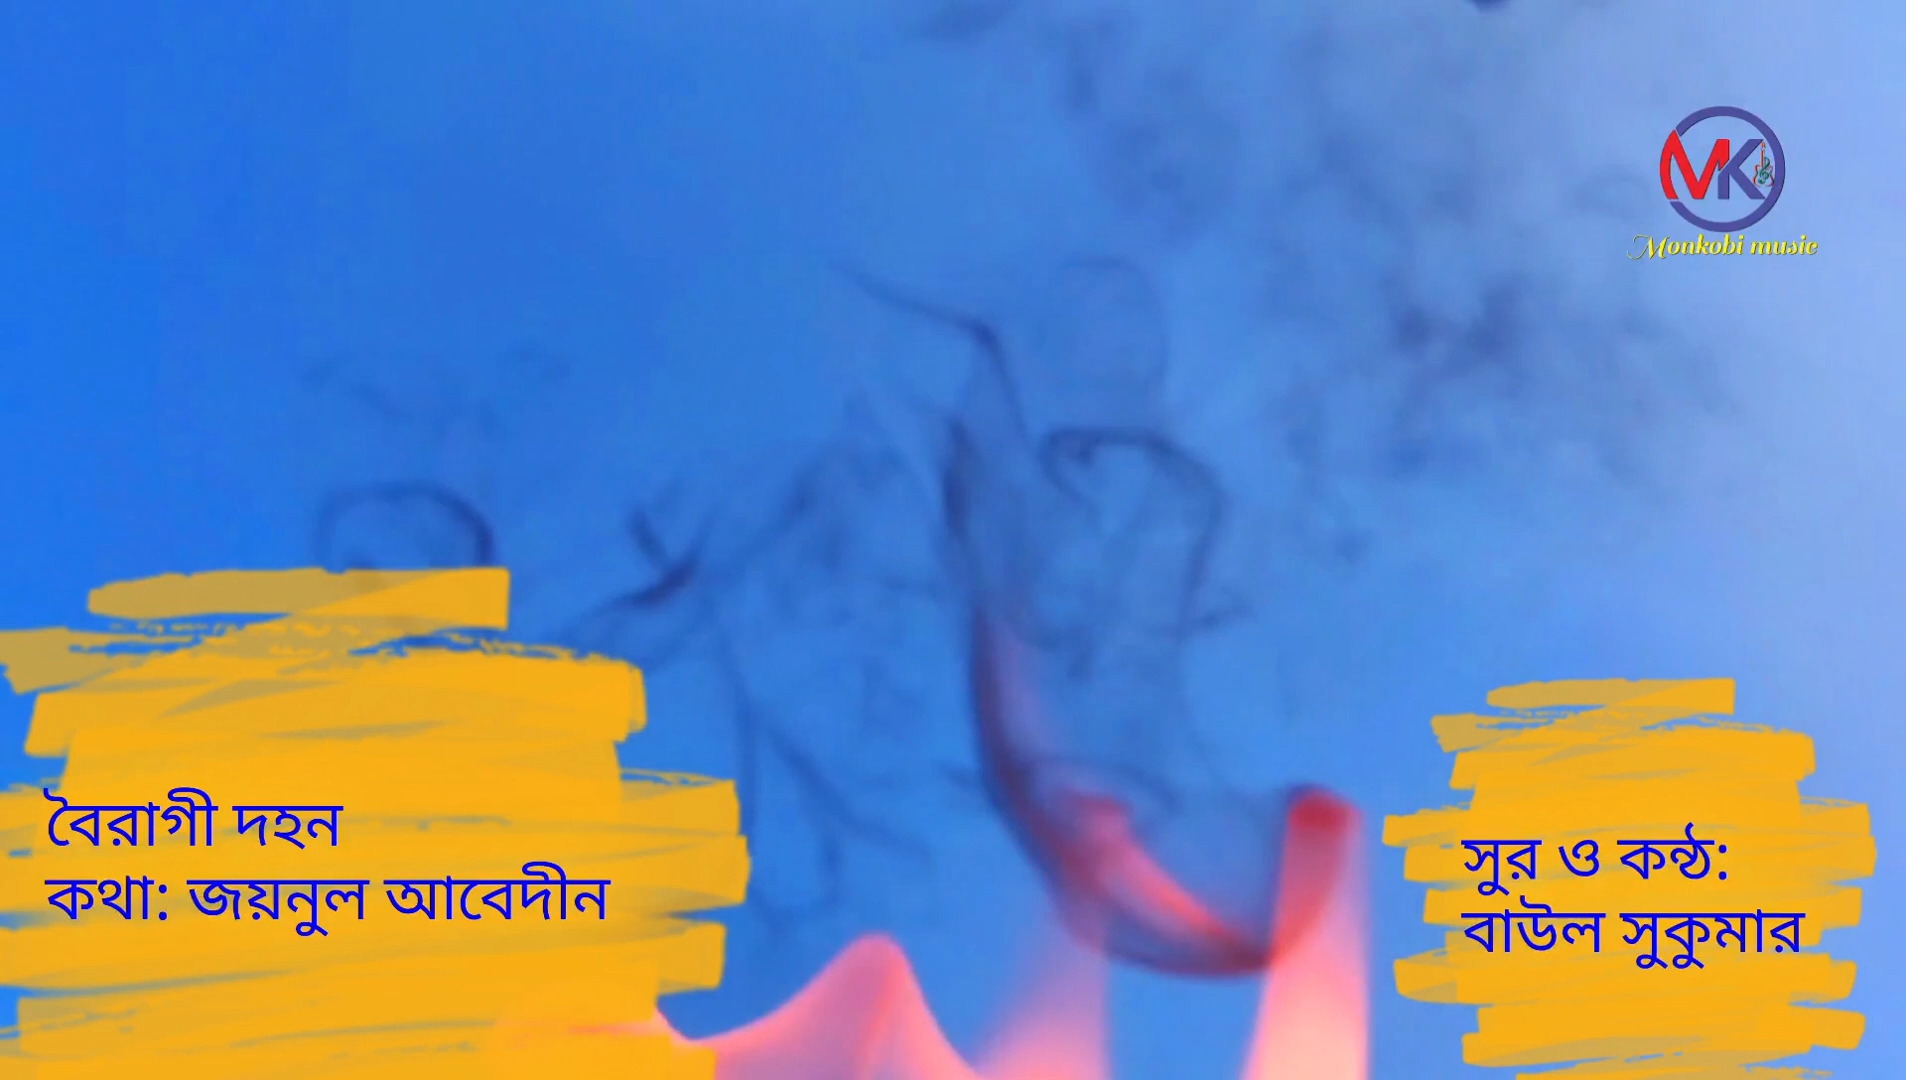 MK
Monkobi music
বৈরাগী দহন
কথা: জয়নুল আবেদীন
সুর ও কন্ঠ:
বাউল সুকুমার